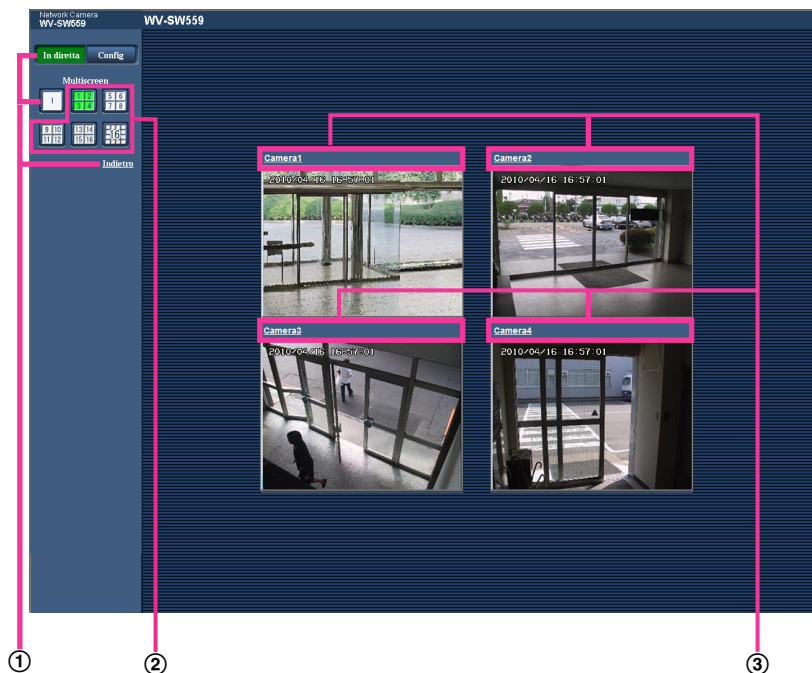 Network Camera
WV-SW559
WV-SW559
In diretta
Config
Multiscreen
1
1 2
3 4
5 6
7 8
9 10
11 12
13 14
15 16
16
Indietro
Camera1
2010/04/16 16:57:01
Camera2
2010/04/16 16:57:01
Camera3
2010/04/16 16:57:01
Camera4
2010/04/16 16:57:01
①
②
③